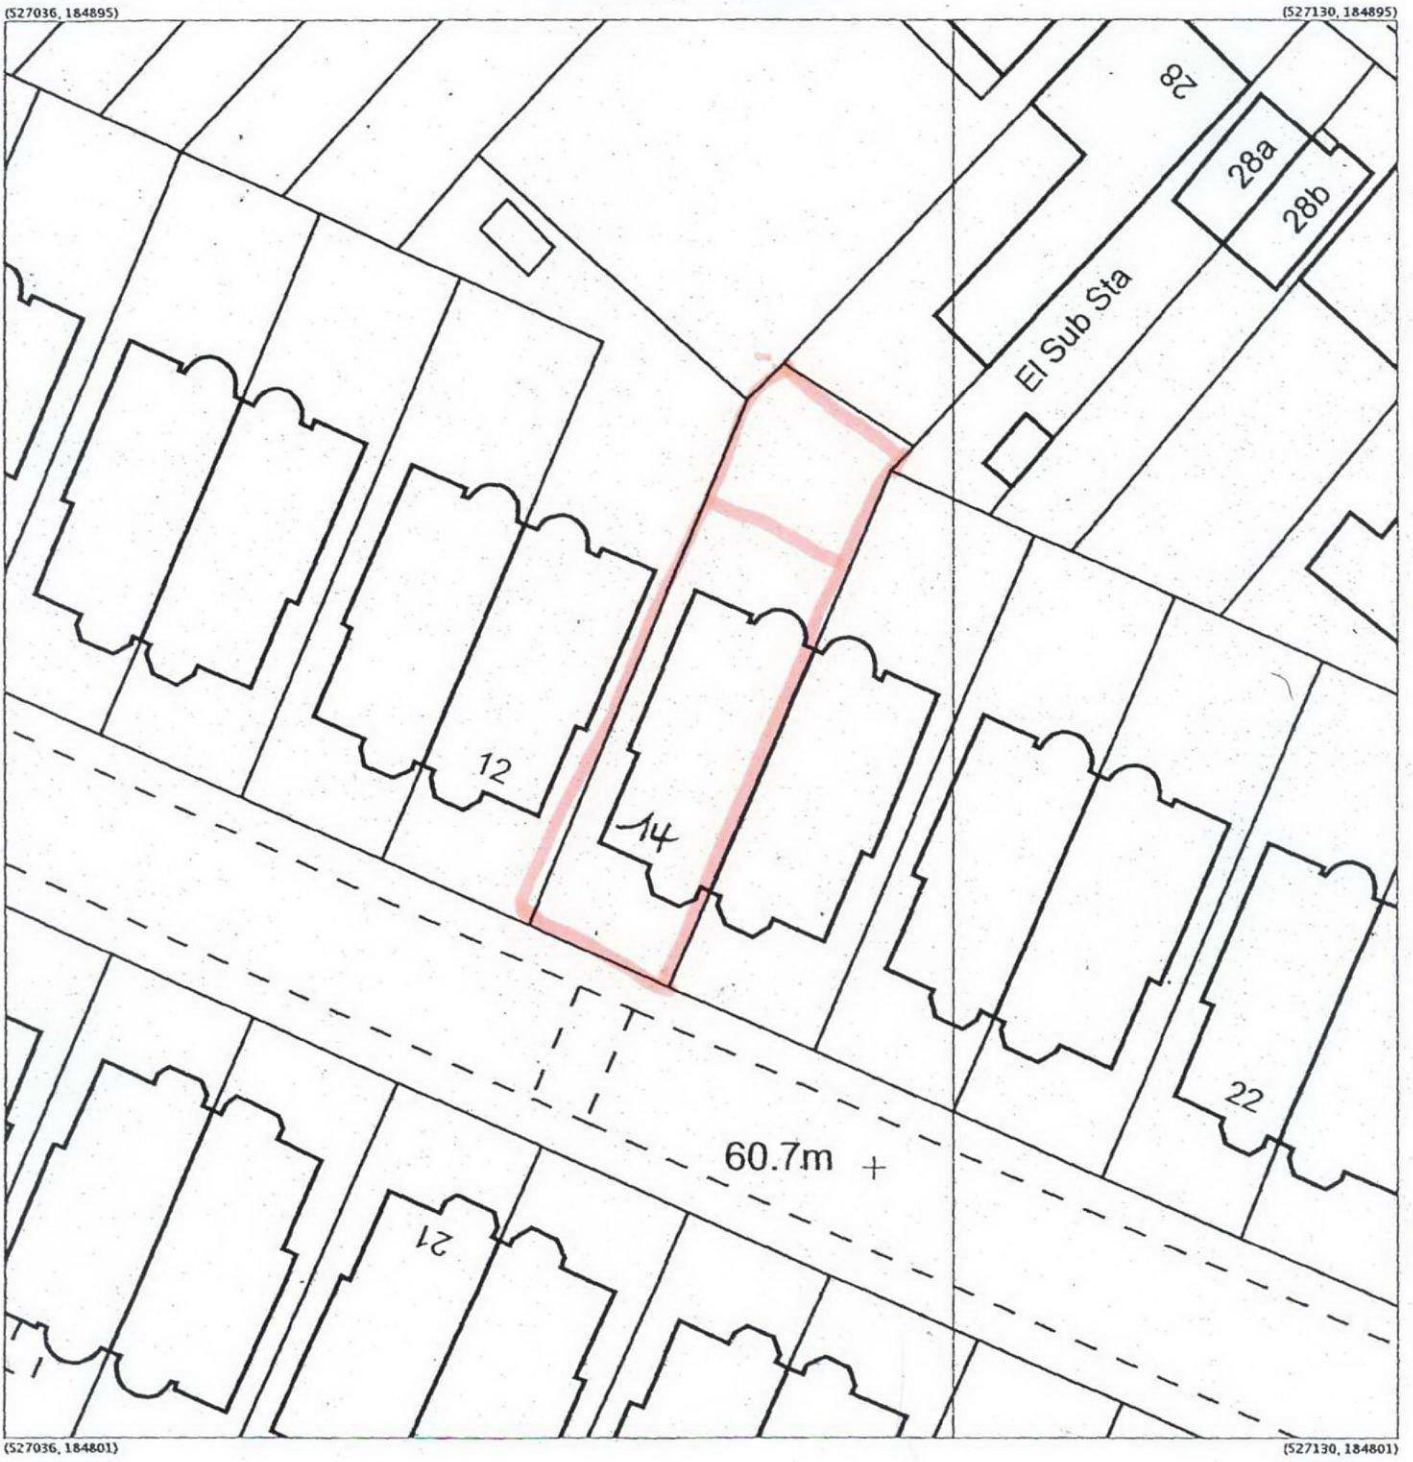 (527036, 184895)
(527130, 184895)
28
28a
28b
El Sub Sta
12
14
22
60.7m
21
(527036, 184801)
(527130, 184801)